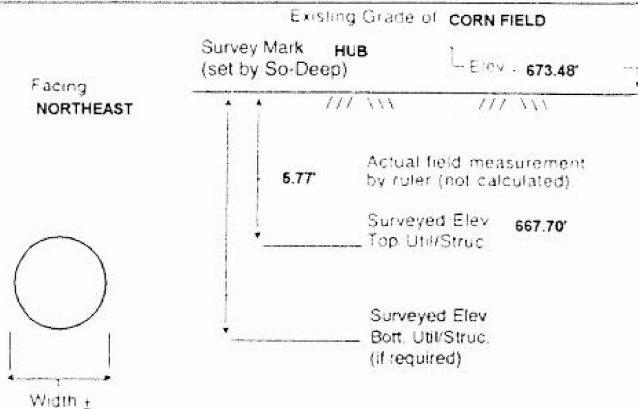 Existing Grade of CORN FIELD
Survey Mark HUB
(set by So-Deep)
Elev. 673.48'
Facing
NORTHEAST
5.77'
Actual field measurement
by ruler (not calculated)
Surveyed Elev
Top Util/Struc. 667.70'
Surveyed Elev
Bott. Util/Struc.
(if required)
Width ±